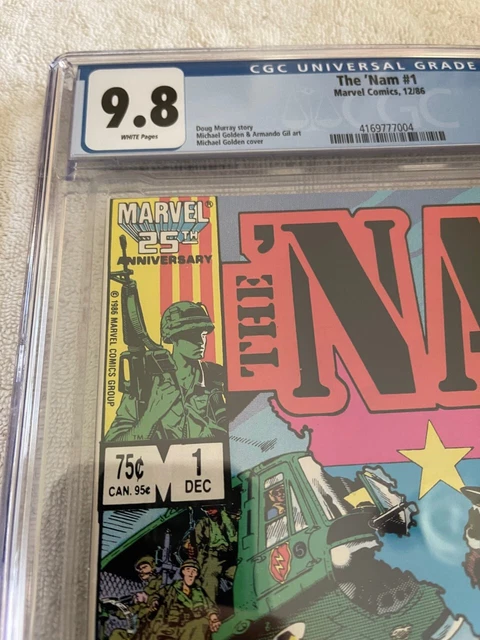 CGC UNIVERSAL GRADE
9.8
WHITE Pages
The 'Nam #1
Marvel Comics, 12/86
Doug Murray story
Michael Golden & Armando Gil art
Michael Golden cover
CGC
4169777004
MARVEL
25TH
ANNIVERSARY
© 1986 MARVEL COMICS GROUP
THE 'NA
75¢
CAN. 95¢
M
1
DEC